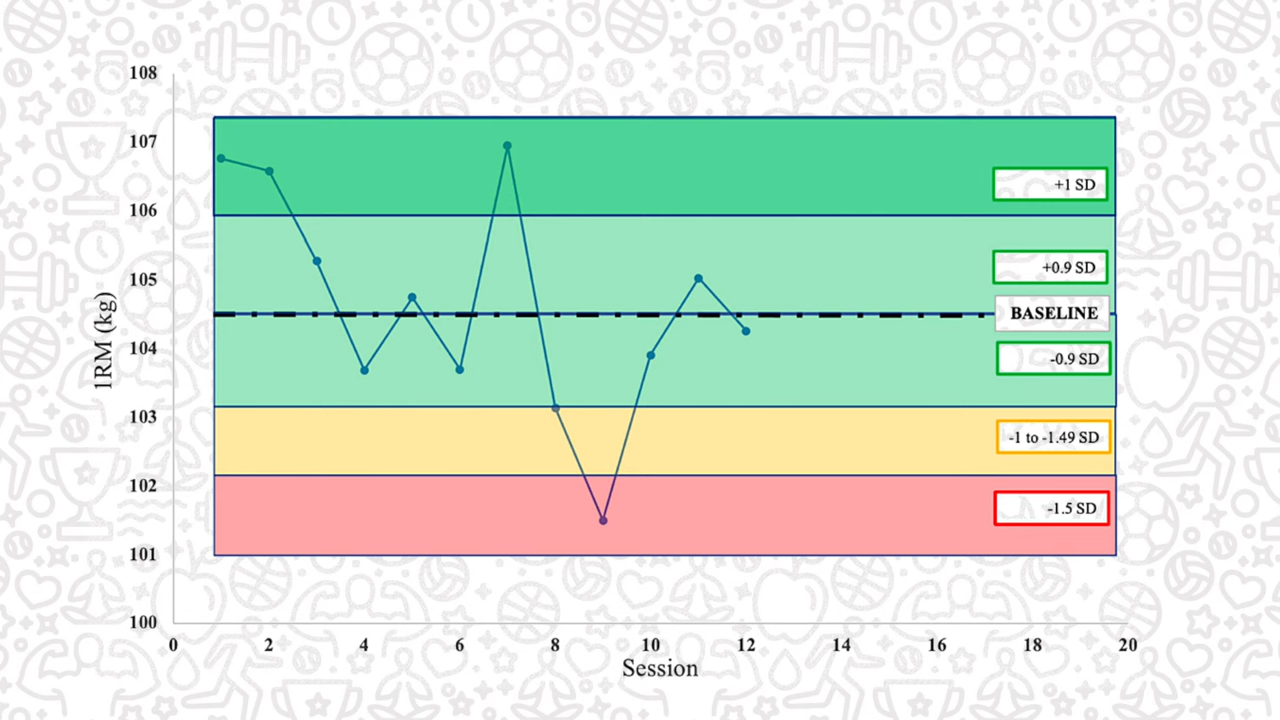 108
107
106
105
104
103
102
101
100
1RM (kg)
+1 SD
+0.9 SD
BASELINE
-0.9 SD
-1 to -1.49 SD
-1.5 SD
0 2 4 6 8 10 12 14 16 18 20
Session